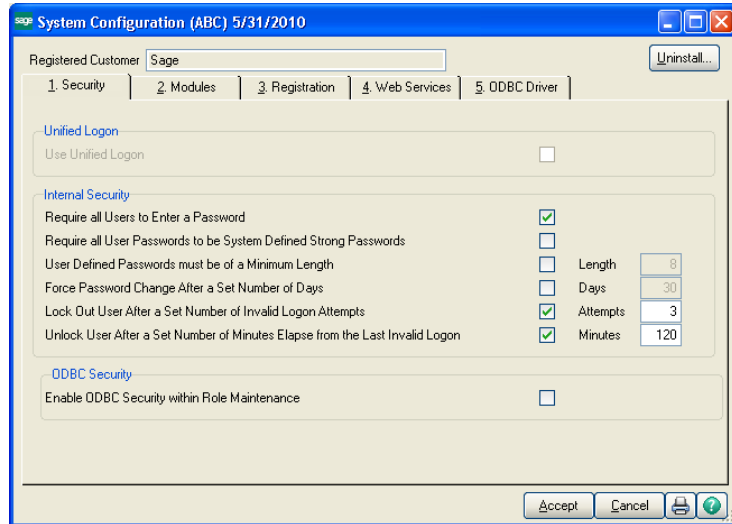 sage System Configuration (ABC) 5/31/2010
Registered Customer Sage Uninstall...
1. Security 2. Modules 3. Registration 4. Web Services 5. ODBC Driver
Unified Logon
Use Unified Logon
Internal Security
Require all Users to Enter a Password
Require all User Passwords to be System Defined Strong Passwords
User Defined Passwords must be of a Minimum Length Length 8
Force Password Change After a Set Number of Days Days 30
Lock Out User After a Set Number of Invalid Logon Attempts Attempts 3
Unlock User After a Set Number of Minutes Elapse from the Last Invalid Logon Minutes 120
ODBC Security
Enable ODBC Security within Role Maintenance
Accept Cancel ?